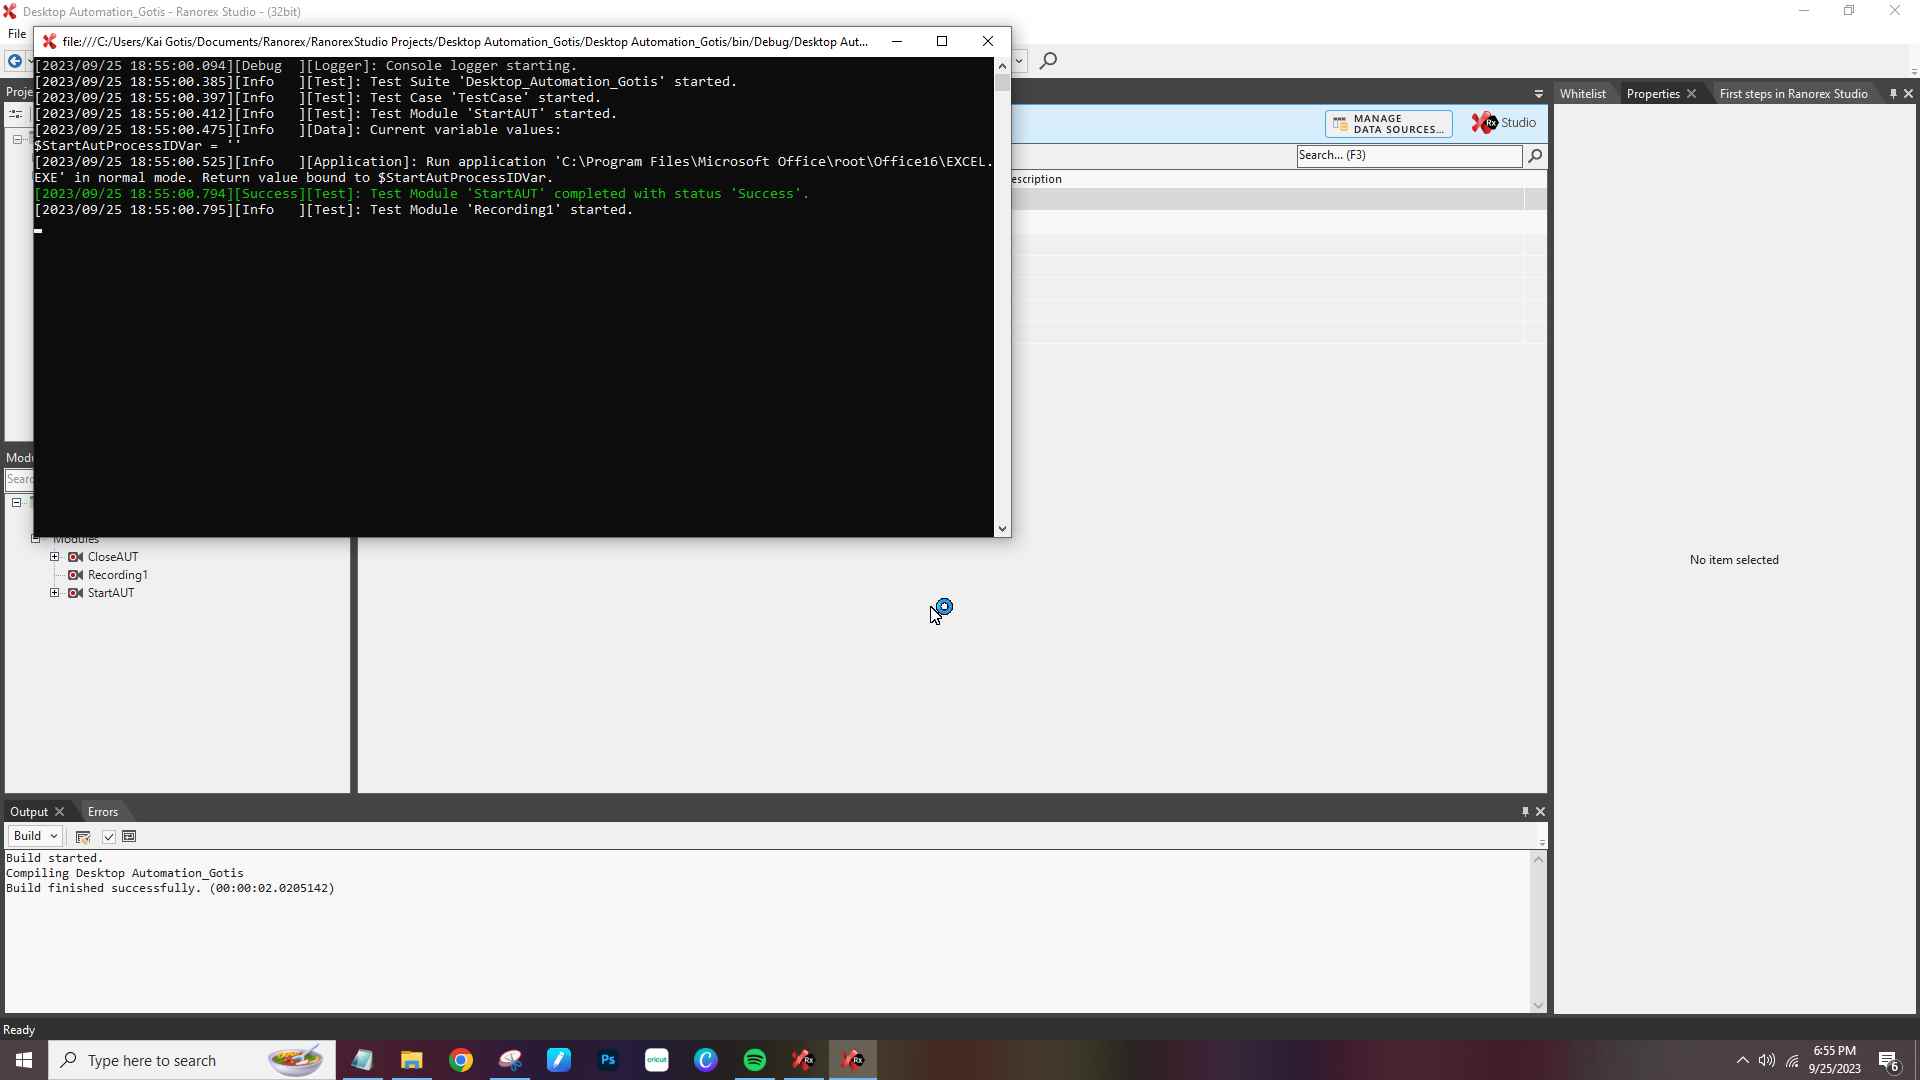 Desktop Automation_Gotis - Ranorex Studio - (32bit)
File
file:///C:/Users/Kai Gotis/Documents/Ranorex/RanorexStudio Projects/Desktop Automation_Gotis/Desktop Automation_Gotis/bin/Debug/Desktop Aut...
[2023/09/25 18:55:00.094][Debug  ][Logger]: Console logger starting.
[2023/09/25 18:55:00.385][Info   ][Test]: Test Suite 'Desktop_Automation_Gotis' started.
[2023/09/25 18:55:00.397][Info   ][Test]: Test Case 'TestCase' started.
[2023/09/25 18:55:00.412][Info   ][Test]: Test Module 'StartAUT' started.
[2023/09/25 18:55:00.475][Info   ][Data]: Current variable values:
$StartAutProcessIDVar = ''
[2023/09/25 18:55:00.525][Info   ][Application]: Run application 'C:\Program Files\Microsoft Office\root\Office16\EXCEL.
EXE' in normal mode. Return value bound to $StartAutProcessIDVar.
[2023/09/25 18:55:00.794][Success][Test]: Test Module 'StartAUT' completed with status 'Success'.
[2023/09/25 18:55:00.795][Info   ][Test]: Test Module 'Recording1' started.
Proje
Whitelist
Properties
First steps in Ranorex Studio
MANAGE
DATA SOURCES...
Rx Studio
Search... (F3)
escription
No item selected
Modu
Searc
Modules
CloseAUT
Recording1
StartAUT
Output
Errors
Build
Build started.
Compiling Desktop Automation_Gotis
Build finished successfully. (00:00:02.0205142)
Ready
Type here to search
Ps
cricut
Rx
Rx
6:55 PM
9/25/2023
6